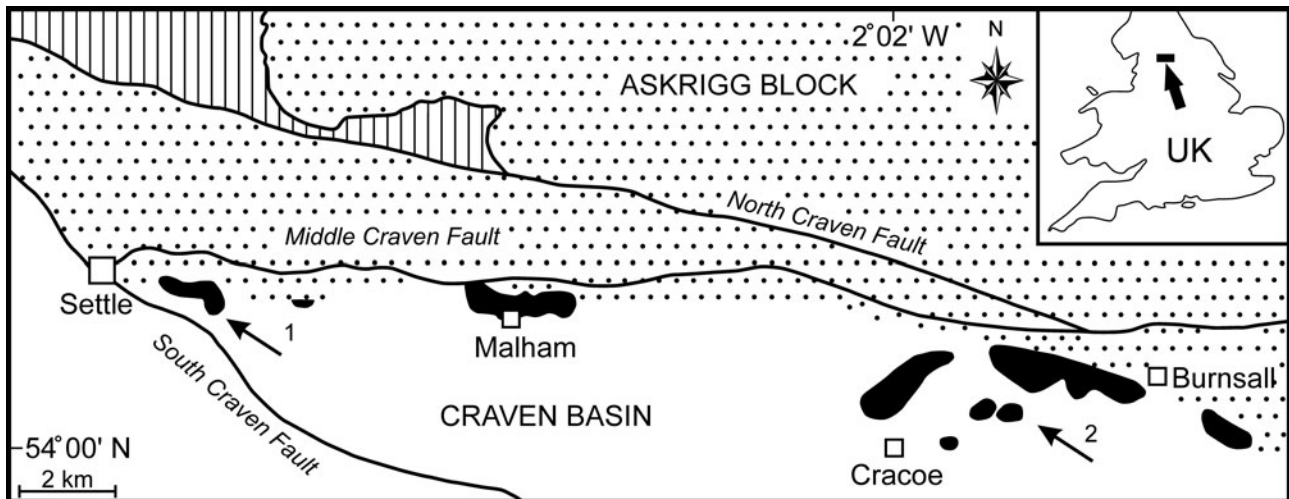 2°02' W
N
ASKRIGG BLOCK
UK
North Craven Fault
Middle Craven Fault
Settle
1
Malham
South Craven Fault
Burnsall
CRAVEN BASIN
2
54°00' N
Cracoe
2 km